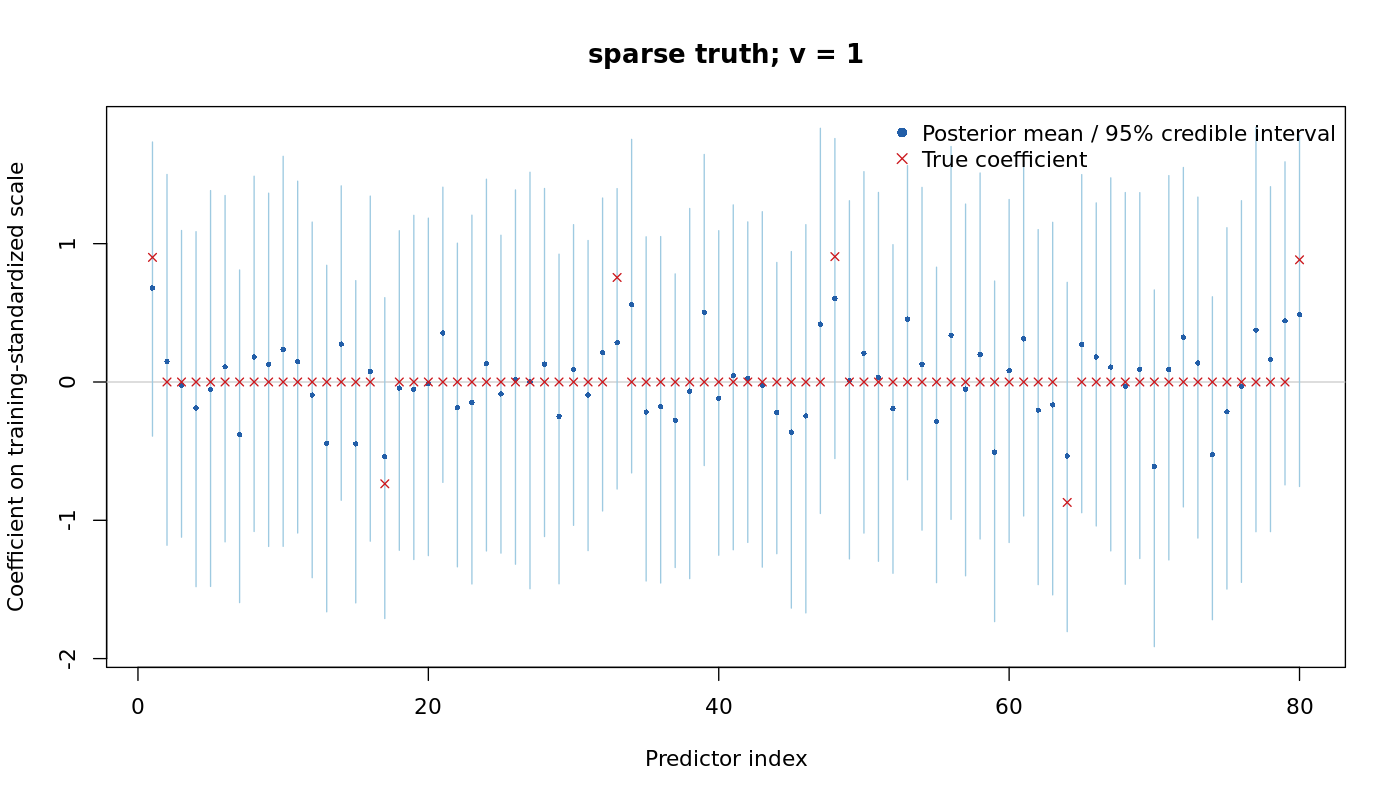 sparse truth; v = 1
Posterior mean / 95% credible interval
True coefficient
Coefficient on training-standardized scale
1
0
-1
-2
0 20 40 60 80
Predictor index